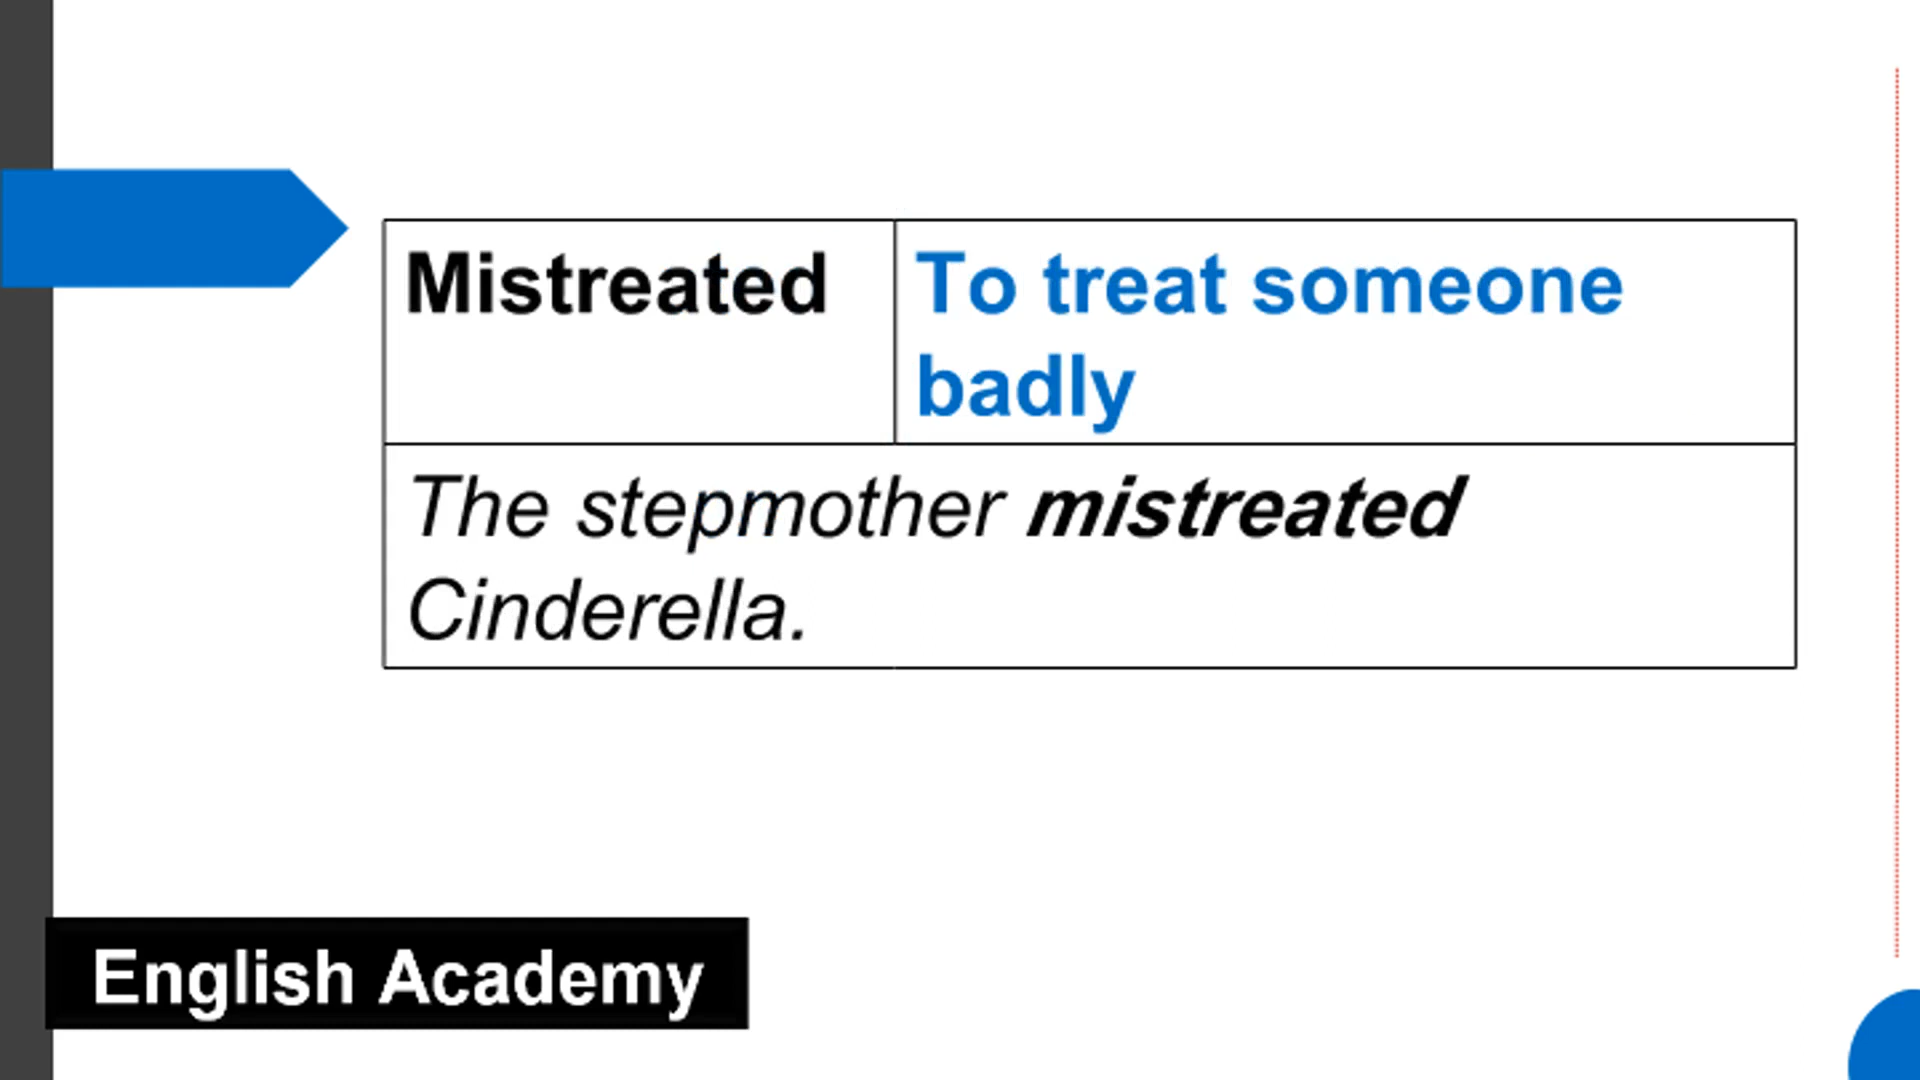 Mistreated
To treat someone
badly
The stepmother mistreated
Cinderella.
English Academy